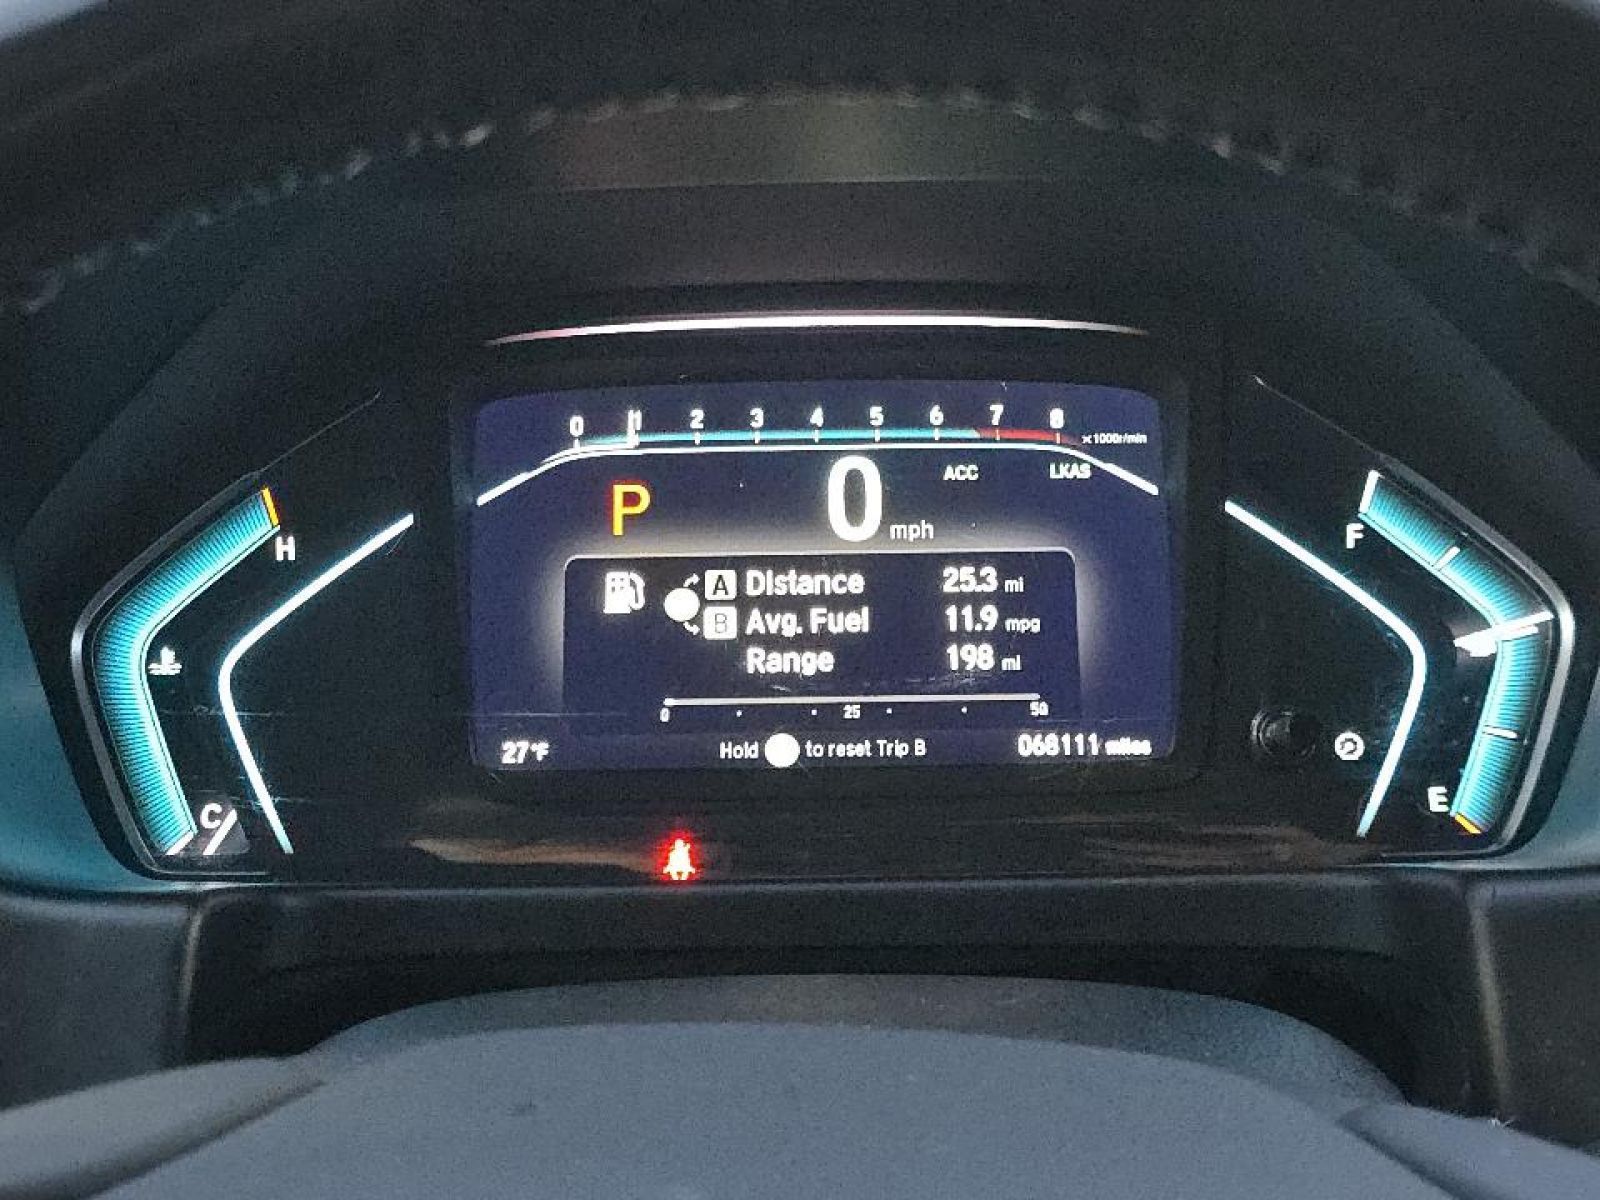 0 1 2 3 4 5 6 7 8 ×1000r/min
P 0 mph ACC LKAS
H
F
A Distance 25.3 mi
B Avg. Fuel 11.9 mpg
Range 198 mi
0 25 50
27°F Hold to reset Trip B 068111 miles
C
E